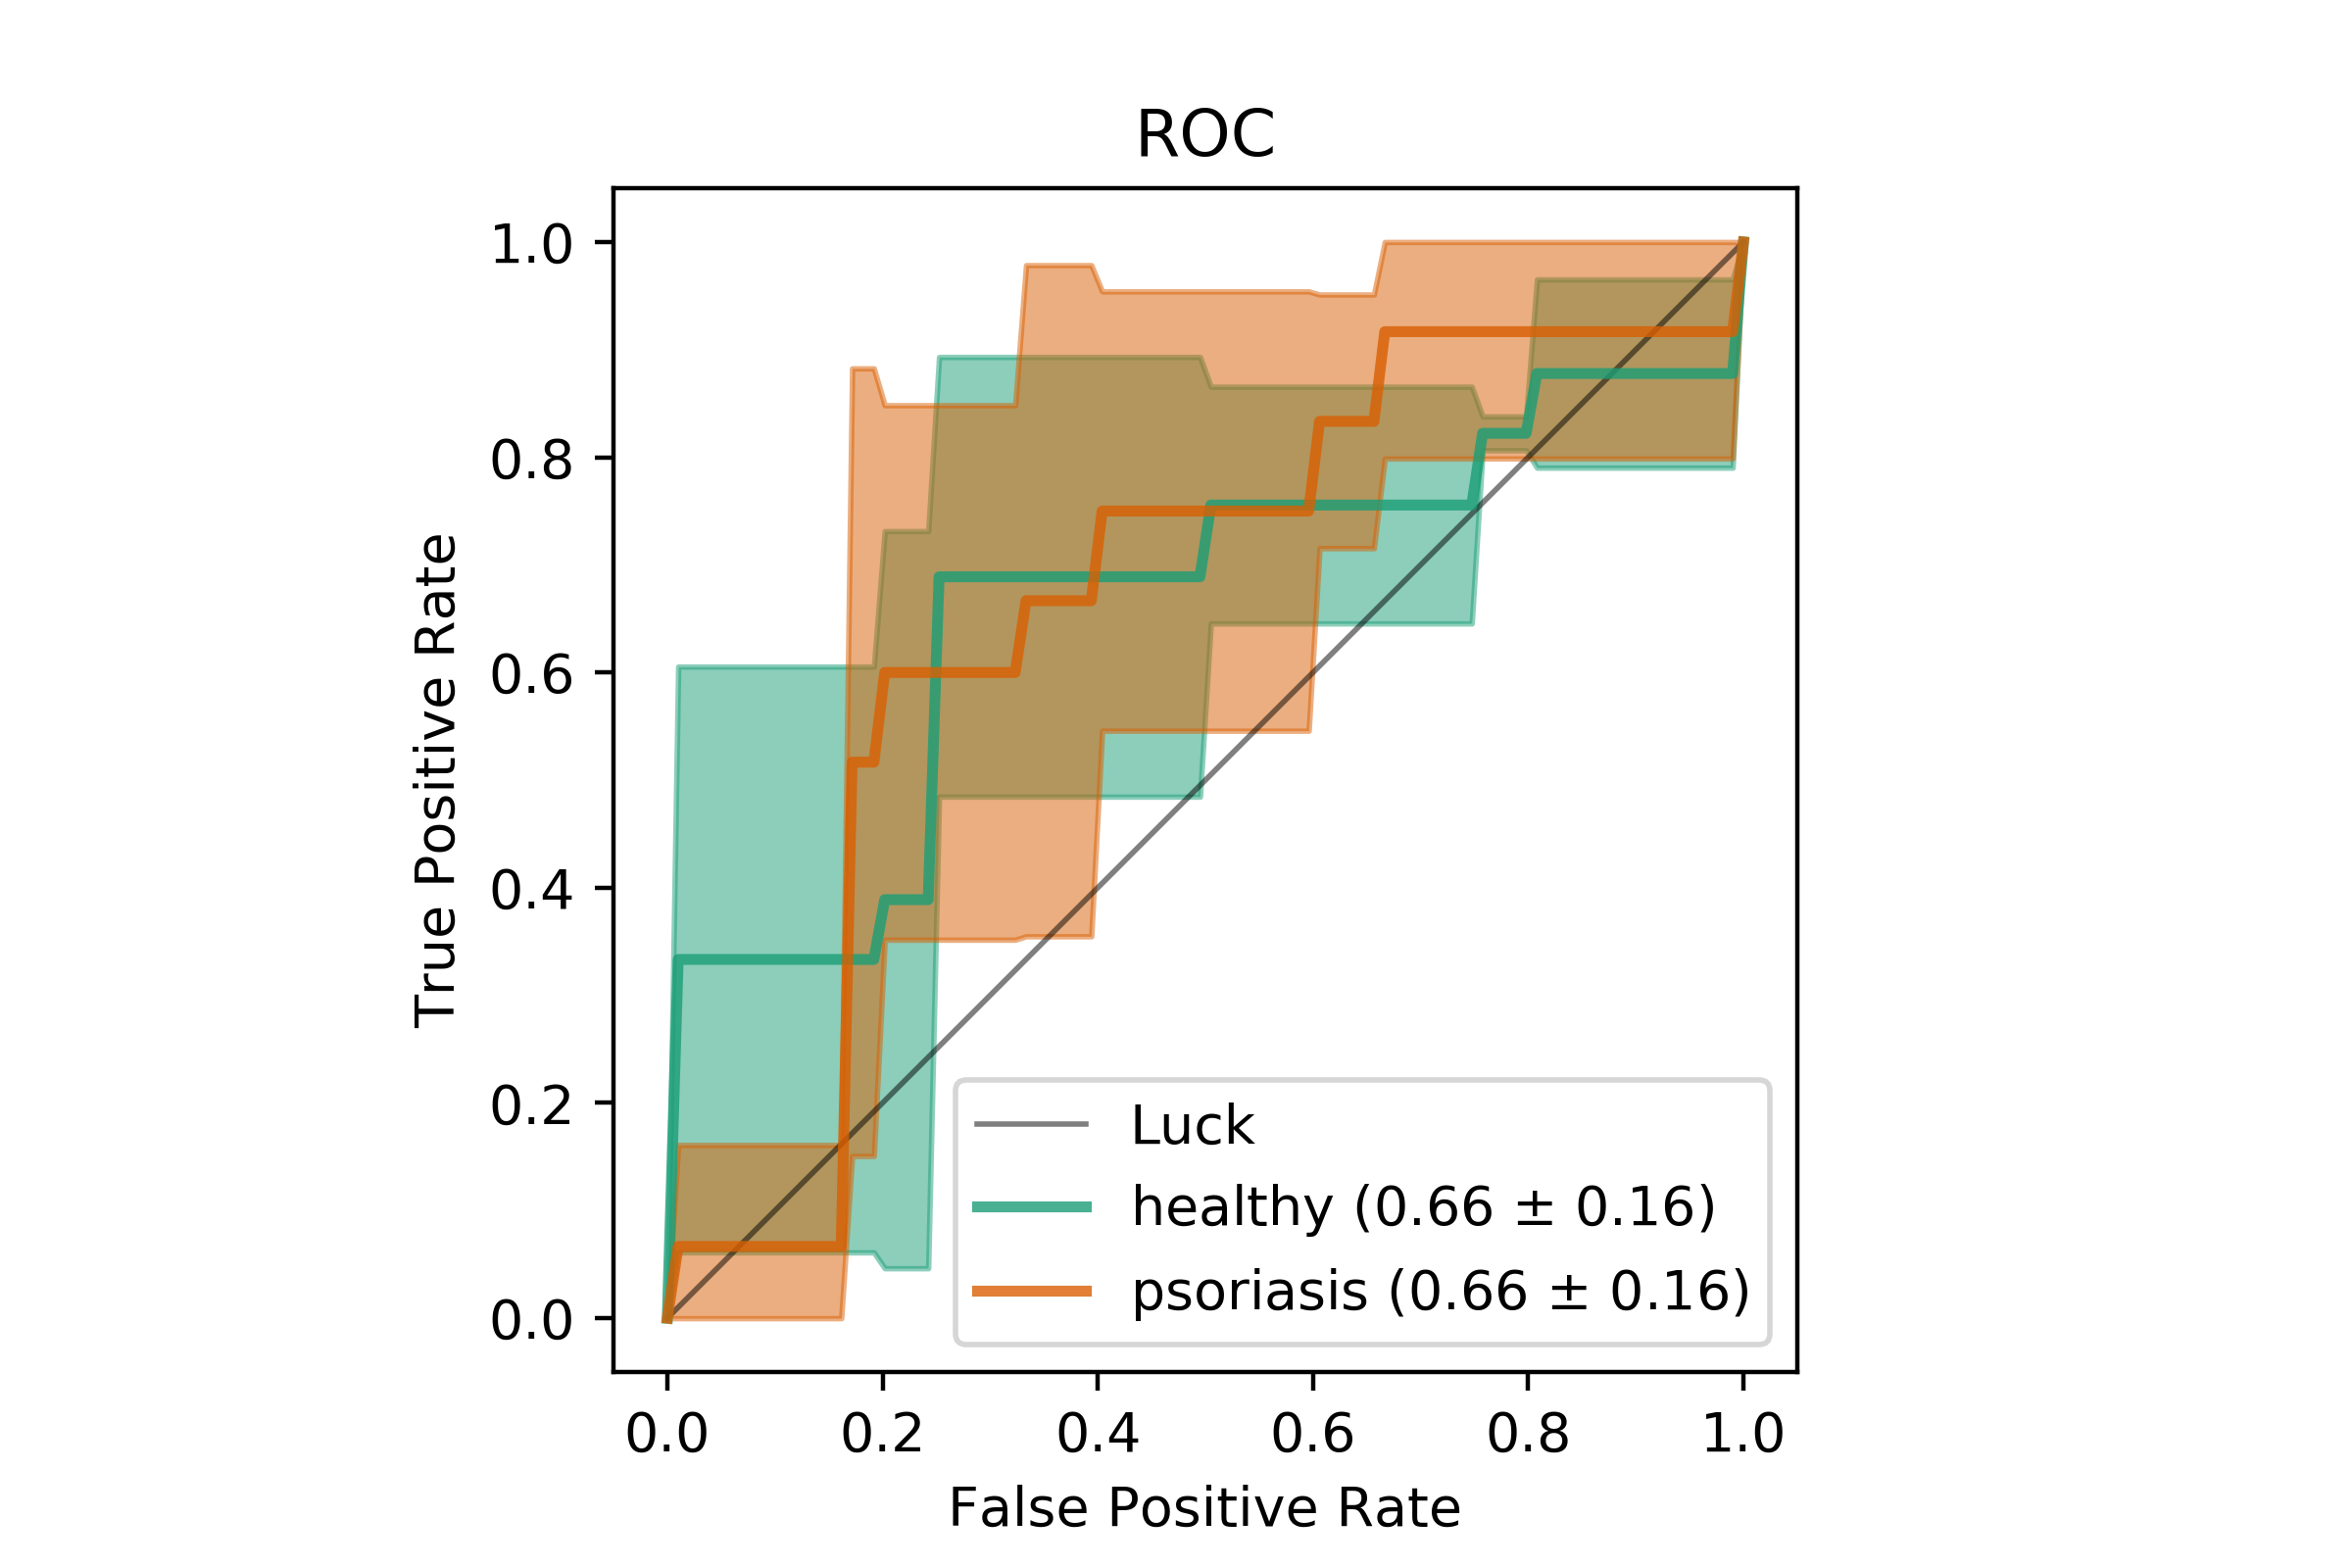 ROC
True Positive Rate
1.0
0.8
0.6
0.4
0.2
0.0
Luck
healthy (0.66 ± 0.16)
psoriasis (0.66 ± 0.16)
0.0 0.2 0.4 0.6 0.8 1.0
False Positive Rate